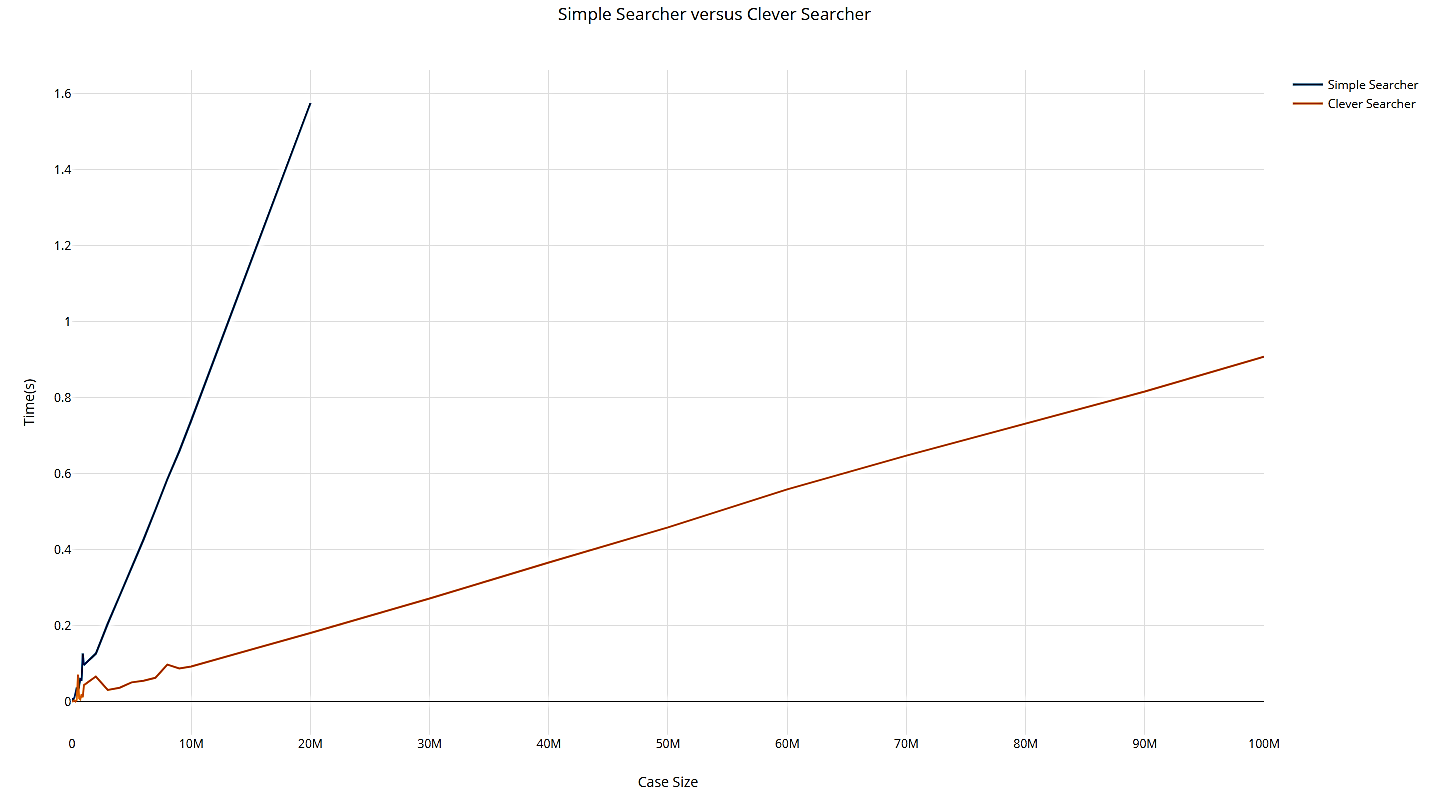 Simple Searcher versus Clever Searcher
Simple Searcher
Clever Searcher
1.6
1.4
1.2
1
0.8
0.6
0.4
0.2
0
Time(s)
0 10M 20M 30M 40M 50M 60M 70M 80M 90M 100M
Case Size